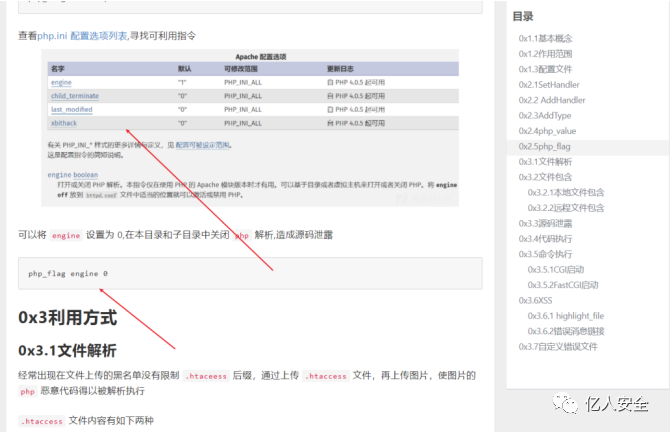 查看php.ini 配置选项列表,寻找可利用指令
Apache 配置选项
名字 默认 可修改范围 更新日志
engine "1" PHP_INI_ALL 自 PHP 4.0.5 起可用
child_terminate "0" PHP_INI_ALL 自 PHP 4.0.5 起可用
last_modified "0" PHP_INI_ALL 自 PHP 4.0.5 起可用
xbithack "0" PHP_INI_ALL 自 PHP 4.0.5 起可用
有关 PHP_INI_* 样式的更多详情与定义，见 配置可被设定范围。
这是配置指令的简短说明。
engine boolean
打开或关闭 PHP 解析。本指令仅在使用 PHP 的 Apache 模块版本时才有用。可以基于目录或者虚拟主机来打开或者关闭 PHP。将 engine
off 放到 httpd.conf 文件中适当的位置就可以激活或禁用 PHP。
可以将 engine 设置为 0,在本目录和子目录中关闭 php 解析,造成源码泄露
php_flag engine 0
0x3利用方式
0x3.1文件解析
经常出现在文件上传的黑名单没有限制 .htaceess 后缀，通过上传 .htaccess 文件，再上传图片，使图片的
php 恶意代码得以被解析执行
.htaccess 文件内容有如下两种
目录
0x1.1基本概念
0x1.2作用范围
0x1.3配置文件
0x2.1SetHandler
0x2.2 AddHandler
0x2.3AddType
0x2.4php_value
0x2.5php_flag
0x3.1文件解析
0x3.2文件包含
0x3.2.1本地文件包含
0x3.2.2远程文件包含
0x3.3源码泄露
0x3.4代码执行
0x3.5命令执行
0x3.5.1CGI启动
0x3.5.2FastCGI启动
0x3.6XSS
0x3.6.1 highlight_file
0x3.6.2错误消息链接
0x3.7自定义错误文件
亿人安全